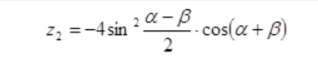 z₂ = -4 sin² (α - β)/2 · cos(α + β)